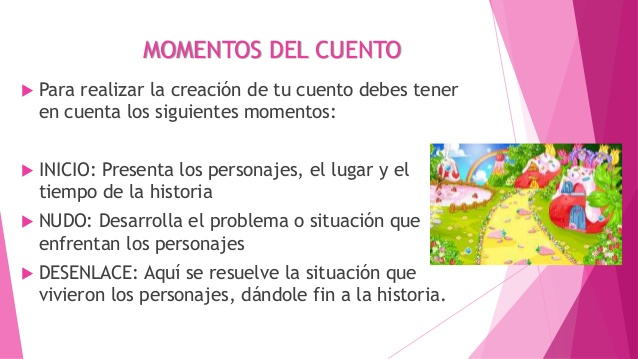 MOMENTOS DEL CUENTO
Para realizar la creación de tu cuento debes tener
en cuenta los siguientes momentos:
INICIO: Presenta los personajes, el lugar y el
tiempo de la historia
NUDO: Desarrolla el problema o situación que
enfrentan los personajes
DESENLACE: Aquí se resuelve la situación que
vivieron los personajes, dándole fin a la historia.